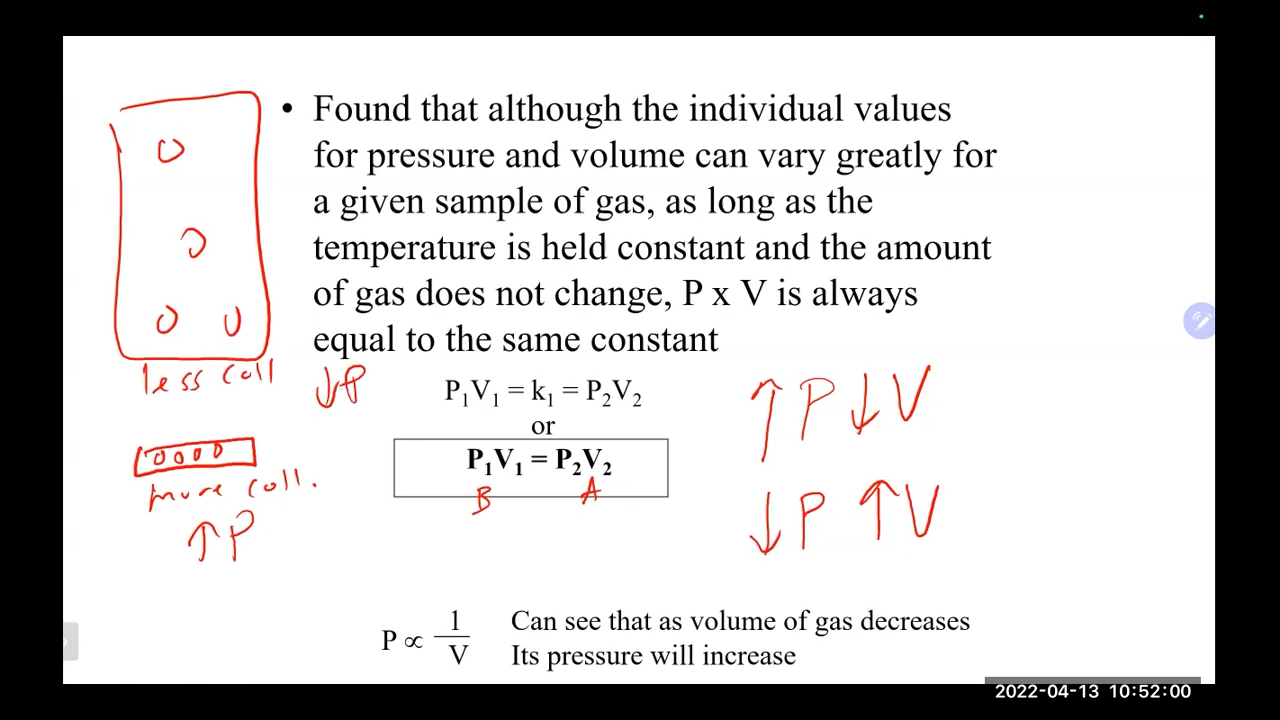 • Found that although the individual values
for pressure and volume can vary greatly for
a given sample of gas, as long as the
temperature is held constant and the amount
of gas does not change, P x V is always
equal to the same constant
less coll ↓P
P₁V₁ = k₁ = P₂V₂
or
P₁V₁ = P₂V₂
B A
↑ P ↓ V
more coll.
↑ P
↓ P ↑ V
P ∝ 1/V
Can see that as volume of gas decreases
Its pressure will increase
2022-04-13 10:52:00